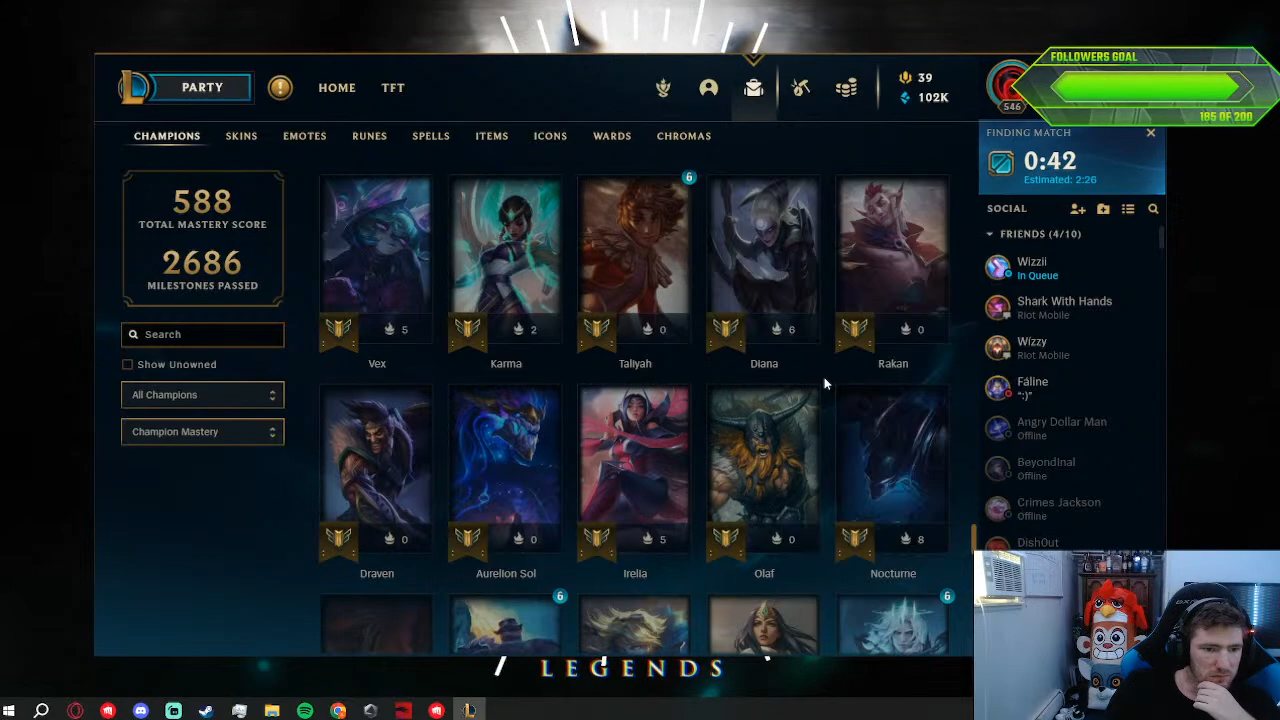 PARTY
HOME
TFT
39
102K
546
FOLLOWERS GOAL
185 OF 200
CHAMPIONS
SKINS
EMOTES
RUNES
SPELLS
ITEMS
ICONS
WARDS
CHROMAS
588
TOTAL MASTERY SCORE
2686
MILESTONES PASSED
Search
Show Unowned
All Champions
Champion Mastery
5
2
6
0
6
0
Vex
Karma
Taliyah
Diana
Rakan
0
0
5
0
8
Draven
Aurelion Sol
Irelia
Olaf
Nocturne
6
6
FINDING MATCH
0:42
Estimated: 2:26
SOCIAL
FRIENDS (4/10)
Wizzii
In Queue
Shark With Hands
Riot Mobile
Wízzy
Riot Mobile
Fáline
":)"
Angry Dollar Man
Offline
BeyondInal
Offline
Crimes Jackson
Offline
Dish0ut
LEGENDS